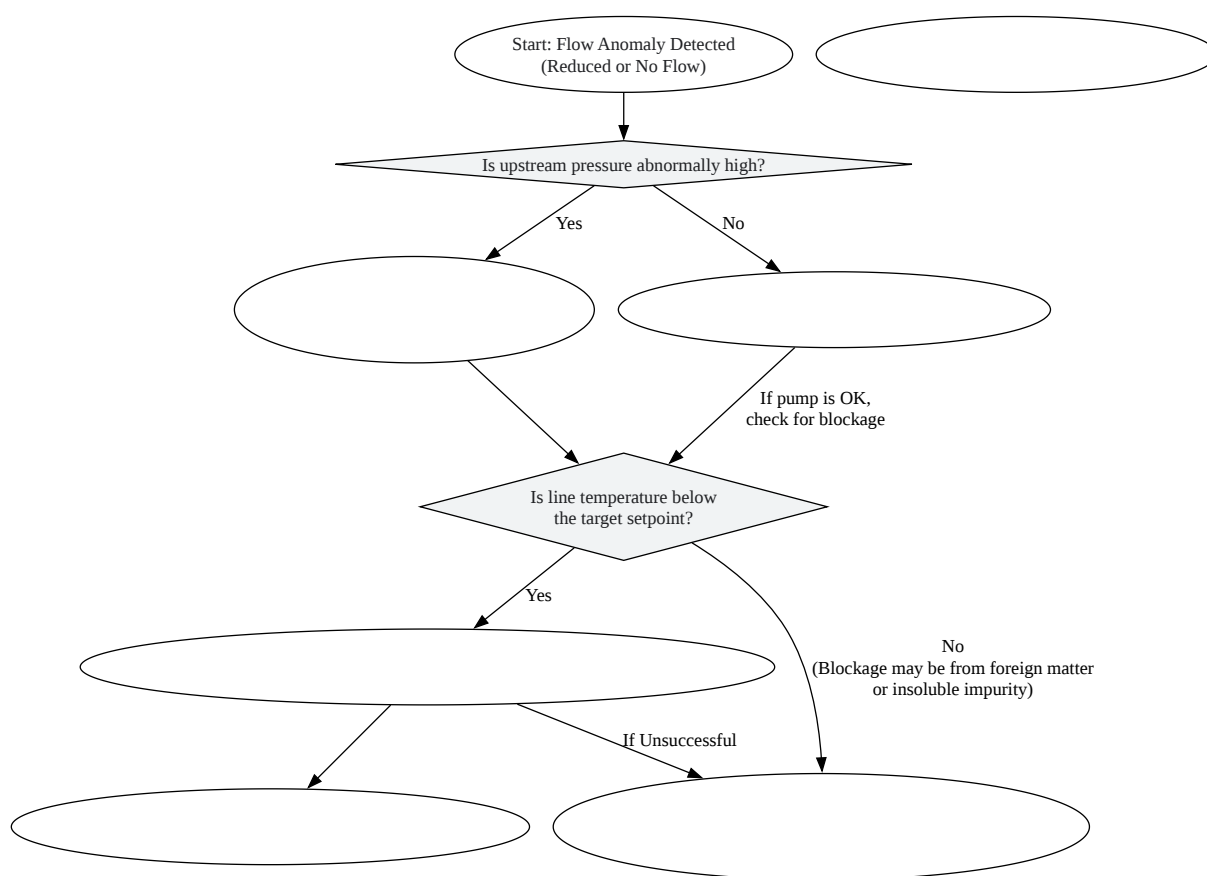 Start: Flow Anomaly Detected
(Reduced or No Flow)
Is upstream pressure abnormally high?
Yes
No
If pump is OK,
check for blockage
Is line temperature below
the target setpoint?
Yes
No
(Blockage may be from foreign matter
or insoluble impurity)
If Unsuccessful